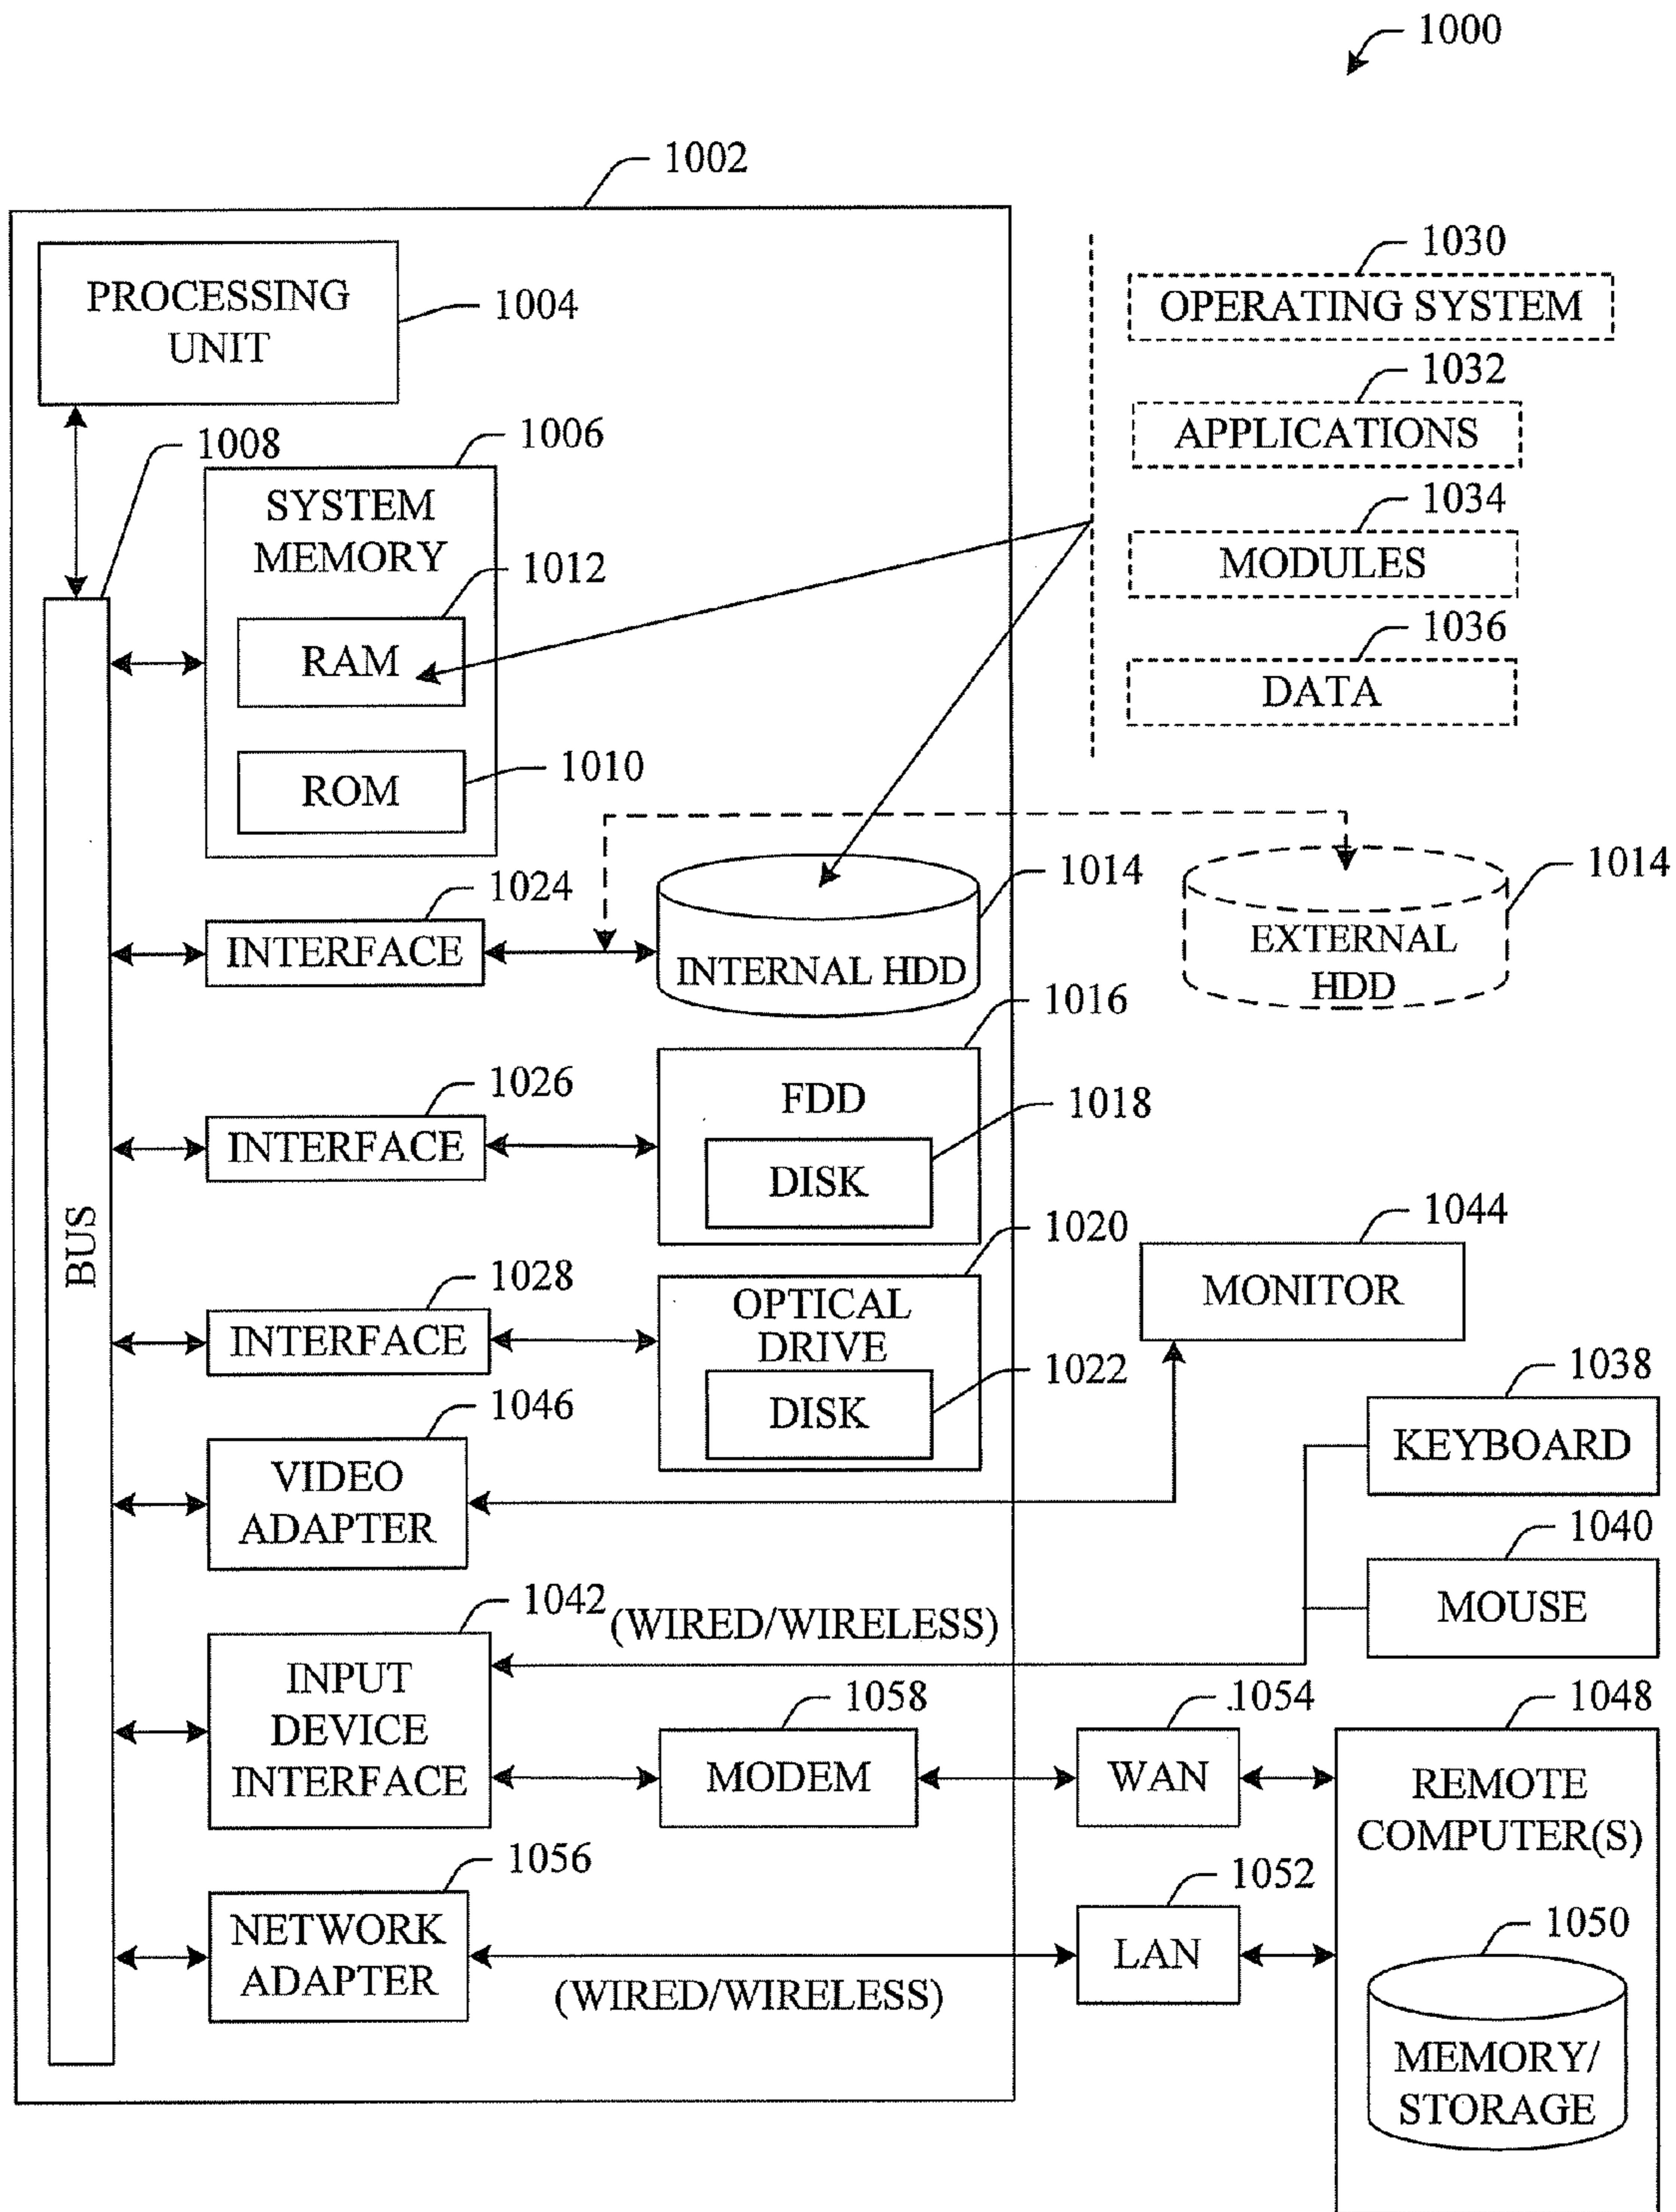 1000
1002
PROCESSING
UNIT
1004
1030
OPERATING SYSTEM
1032
APPLICATIONS
1034
MODULES
1036
DATA
1008
1006
SYSTEM
MEMORY
1012
RAM
1010
ROM
BUS
1024
INTERFACE
1014
INTERNAL HDD
1014
EXTERNAL
HDD
1026
INTERFACE
1016
FDD
1018
DISK
1028
INTERFACE
1020
OPTICAL
DRIVE
1022
DISK
1044
MONITOR
1046
VIDEO
ADAPTER
1038
KEYBOARD
1040
MOUSE
1042
(WIRED/WIRELESS)
INPUT
DEVICE
INTERFACE
1058
MODEM
1054
WAN
1048
REMOTE
COMPUTER(S)
1056
NETWORK
ADAPTER
(WIRED/WIRELESS)
1052
LAN
1050
MEMORY/
STORAGE